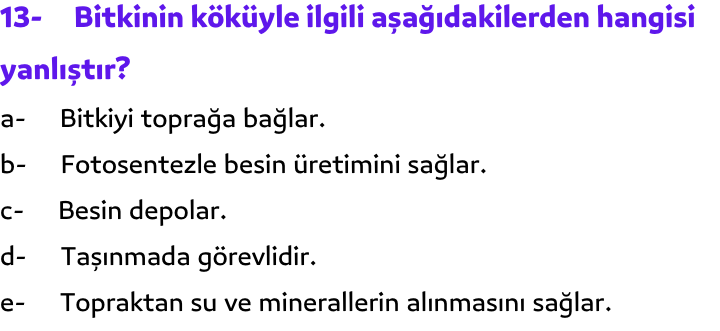 13- Bitkinin köküyle ilgili aşağıdakilerden hangisi
yanlıştır?
a- Bitkiyi toprağa bağlar.
b- Fotosentezle besin üretimini sağlar.
c- Besin depolar.
d- Taşınmada görevlidir.
e- Topraktan su ve minerallerin alınmasını sağlar.